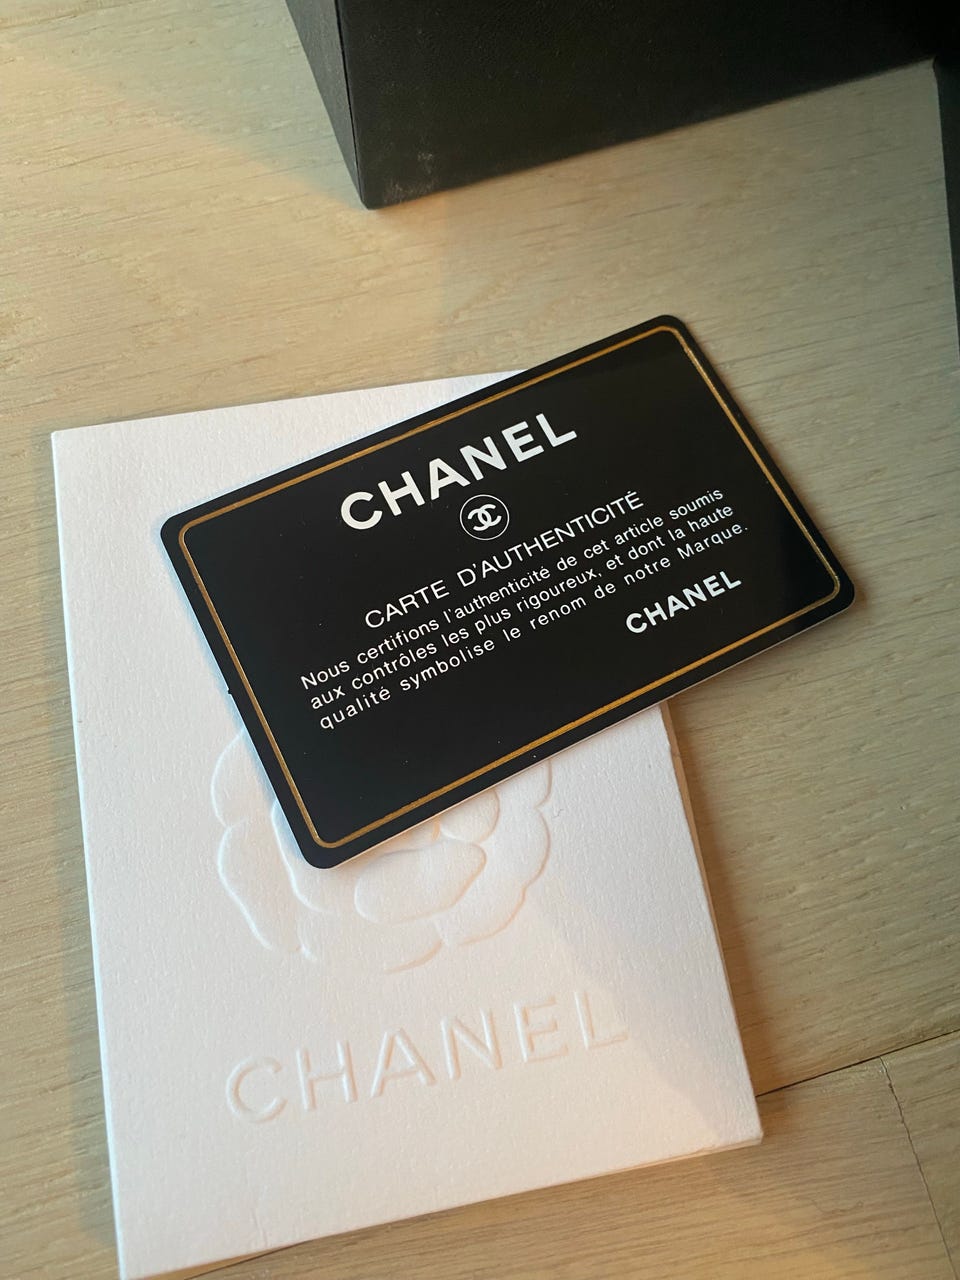 CHANEL
CARTE D'AUTHENTICITÉ
Nous certifions l'authenticité de cet article soumis
aux contrôles les plus rigoureux, et dont la haute
qualité symbolise le renom de notre Marque.
CHANEL
CHANEL